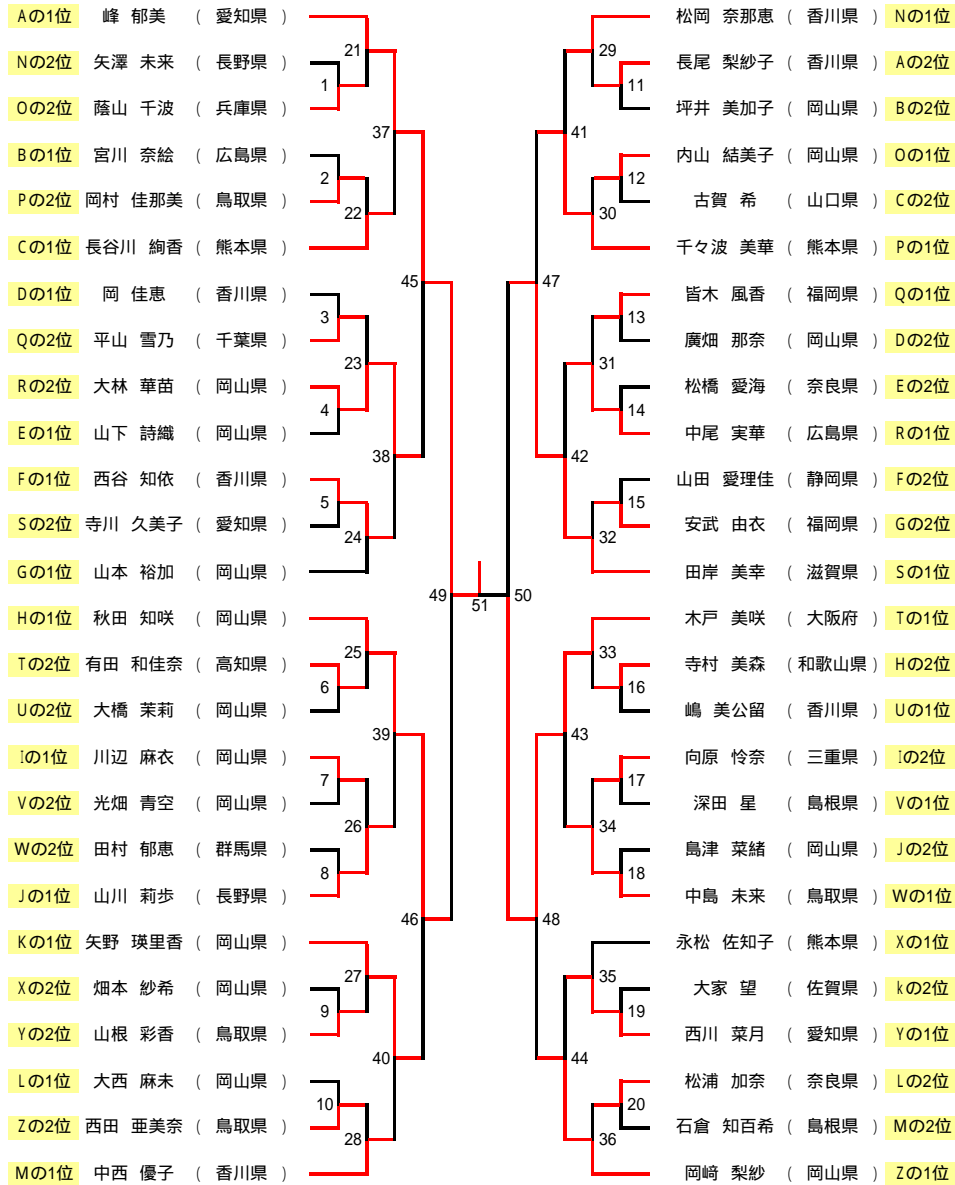 Aの1位 峰 郁美 ( 愛知県 )
Nの2位 矢澤 未来 ( 長野県 )
Oの2位 蔭山 千波 ( 兵庫県 )
Bの1位 宮川 奈絵 ( 広島県 )
Pの2位 岡村 佳那美 ( 鳥取県 )
Cの1位 長谷川 絢香 ( 熊本県 )
Dの1位 岡 佳恵 ( 香川県 )
Qの2位 平山 雪乃 ( 千葉県 )
Rの2位 大林 華苗 ( 岡山県 )
Eの1位 山下 詩織 ( 岡山県 )
Fの1位 西谷 知依 ( 香川県 )
Sの2位 寺川 久美子 ( 愛知県 )
Gの1位 山本 裕加 ( 岡山県 )
Hの1位 秋田 知咲 ( 岡山県 )
Tの2位 有田 和佳奈 ( 高知県 )
Uの2位 大橋 茉莉 ( 岡山県 )
Iの1位 川辺 麻衣 ( 岡山県 )
Vの2位 光畑 青空 ( 岡山県 )
Wの2位 田村 郁恵 ( 群馬県 )
Jの1位 山川 莉歩 ( 長野県 )
Kの1位 矢野 瑛里香 ( 岡山県 )
Xの2位 畑本 紗希 ( 岡山県 )
Yの2位 山根 彩香 ( 鳥取県 )
Lの1位 大西 麻未 ( 岡山県 )
Zの2位 西田 亜美奈 ( 鳥取県 )
Mの1位 中西 優子 ( 香川県 )
1
2
3
4
5
6
7
8
9
10
21
22
23
24
25
26
27
28
37
38
39
40
45
46
49
51
50
47
48
41
42
43
44
29
30
31
32
33
34
35
36
11
12
13
14
15
16
17
18
19
20
松岡 奈那恵 ( 香川県 ) Nの1位
長尾 梨紗子 ( 香川県 ) Aの2位
坪井 美加子 ( 岡山県 ) Bの2位
内山 結美子 ( 岡山県 ) Oの1位
古賀 希 ( 山口県 ) Cの2位
千々波 美華 ( 熊本県 ) Pの1位
皆木 風香 ( 福岡県 ) Qの1位
廣畑 那奈 ( 岡山県 ) Dの2位
松橋 愛海 ( 奈良県 ) Eの2位
中尾 実華 ( 広島県 ) Rの1位
山田 愛理佳 ( 静岡県 ) Fの2位
安武 由衣 ( 福岡県 ) Gの2位
田岸 美幸 ( 滋賀県 ) Sの1位
木戸 美咲 ( 大阪府 ) Tの1位
寺村 美森 ( 和歌山県 ) Hの2位
嶋 美公留 ( 香川県 ) Uの1位
向原 怜奈 ( 三重県 ) Iの2位
深田 星 ( 島根県 ) Vの1位
島津 菜緒 ( 岡山県 ) Jの2位
中島 未来 ( 鳥取県 ) Wの1位
永松 佐知子 ( 熊本県 ) Xの1位
大家 望 ( 佐賀県 ) kの2位
西川 菜月 ( 愛知県 ) Yの1位
松浦 加奈 ( 奈良県 ) Lの2位
石倉 知百希 ( 島根県 ) Mの2位
岡﨑 梨紗 ( 岡山県 ) Zの1位